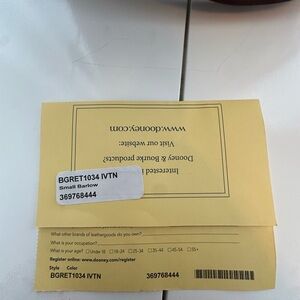 www.dooney.com
Visit our website:
Dooney & Bourke products?
Interested i
BGRET1034 IVTN
Small Barlow
369768444
What other brands of leathergoods do you own?
What is your occupation?
What is your age? Under 18 18-24 25-34 35-44 45-54 55+
Register online: www.dooney.com/register
Style Color
BGRET1034 IVTN 369768444